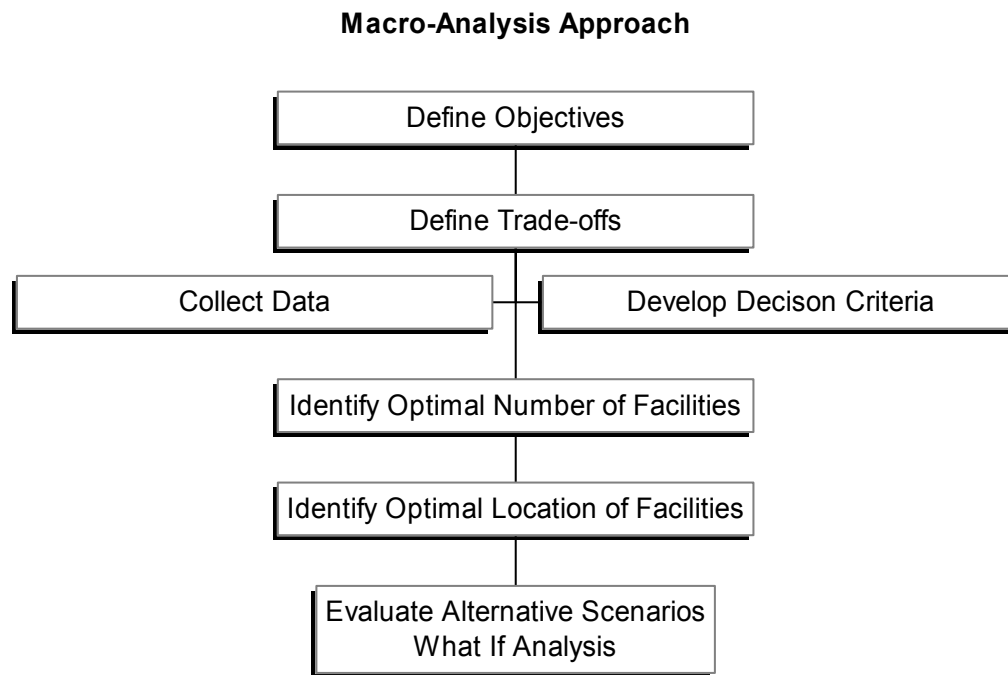 Macro-Analysis Approach
Define Objectives
Define Trade-offs
Collect Data
Develop Decison Criteria
Identify Optimal Number of Facilities
Identify Optimal Location of Facilities
Evaluate Alternative Scenarios
What If Analysis